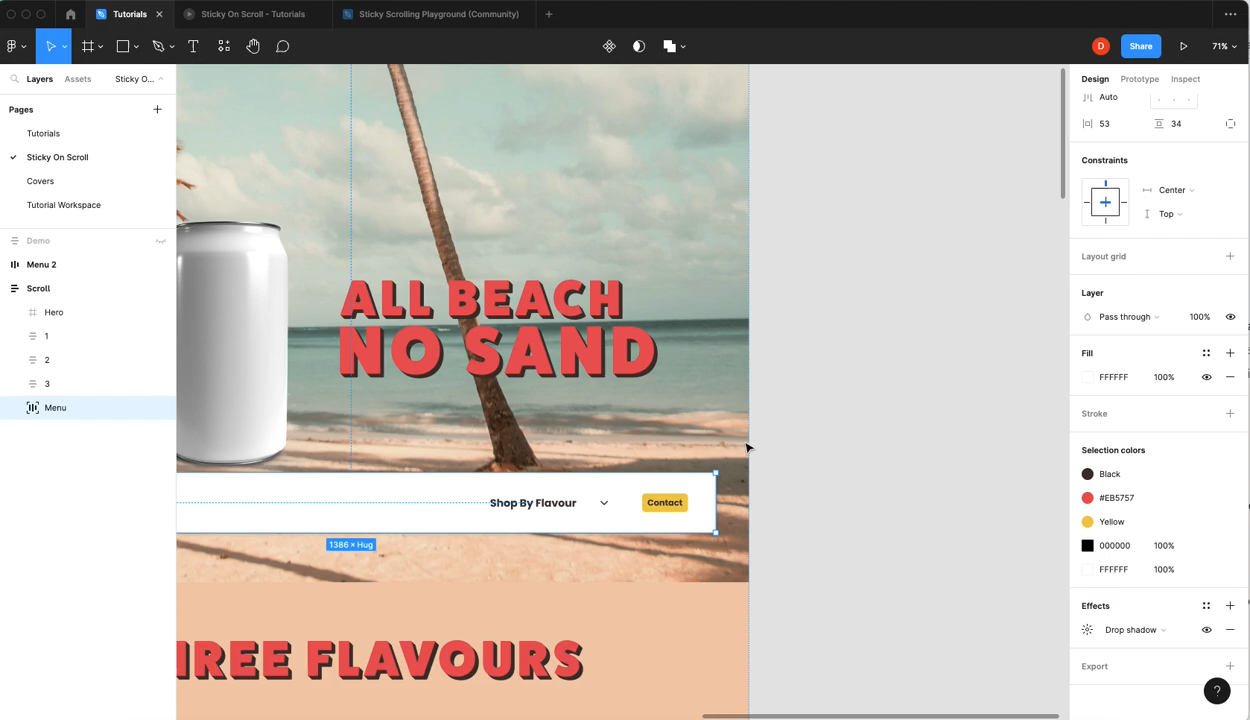 Tutorials
Sticky On Scroll - Tutorials
Sticky Scrolling Playground (Community)
D
Share
71%
Layers
Assets
Sticky O...
Design
Prototype
Inspect
Pages
Auto
Tutorials
53
34
Sticky On Scroll
Constraints
Covers
Center
Tutorial Workspace
Top
Demo
Menu 2
Layout grid
Scroll
Layer
Hero
Pass through
100%
1
Fill
2
FFFFFF
100%
3
Stroke
Menu
ALL BEACH
NO SAND
Selection colors
Black
#EB5757
Yellow
000000
100%
FFFFFF
100%
Shop By Flavour
Contact
1386 × Hug
Effects
Drop shadow
Export
HREE FLAVOURS
?